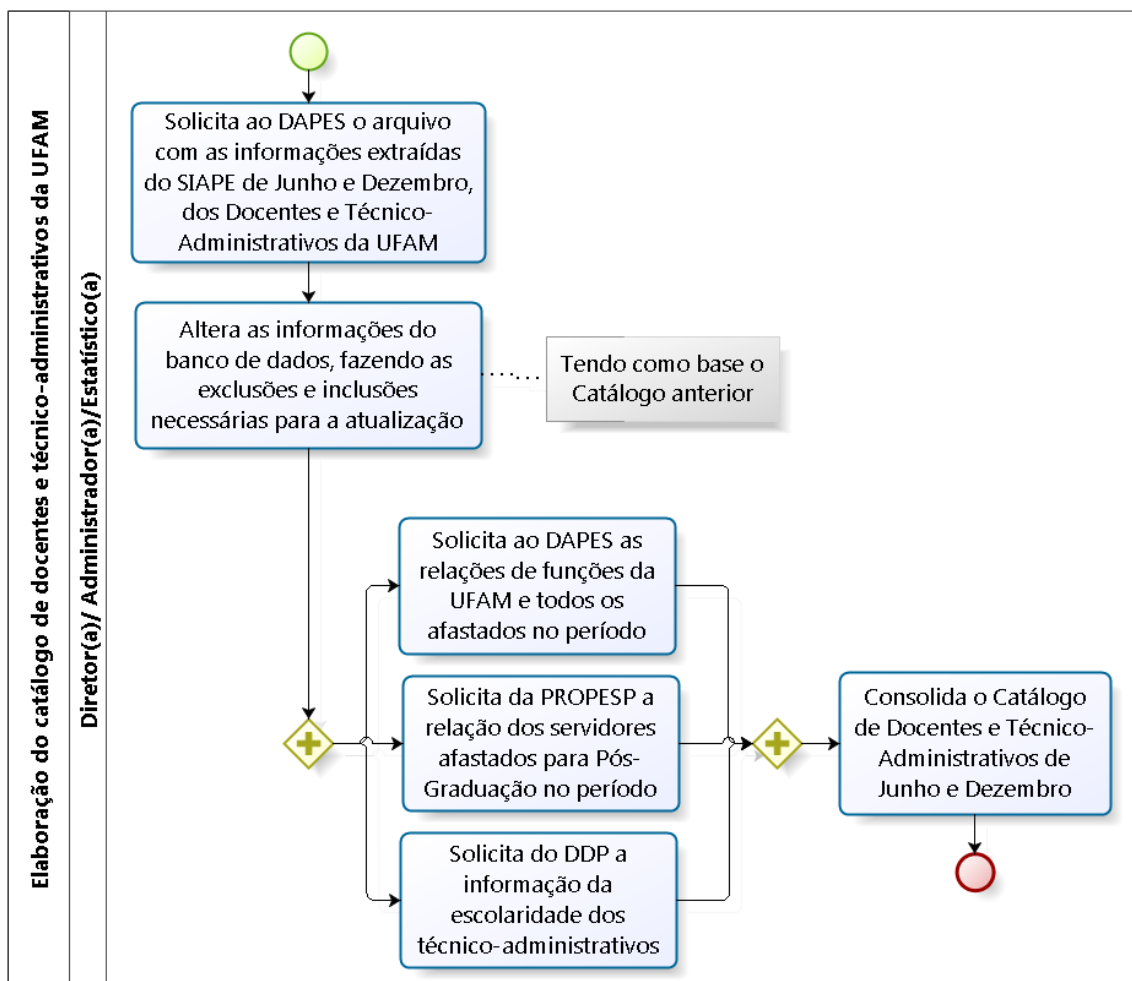 Elaboração do catálogo de docentes e técnico-administrativos da UFAM
Diretor(a)/ Administrador(a)/Estatístico(a)
Solicita ao DAPES o arquivo
com as informações extraídas
do SIAPE de Junho e Dezembro,
dos Docentes e Técnico-
Administrativos da UFAM
Altera as informações do
banco de dados, fazendo as
exclusões e inclusões
necessárias para a atualização
Tendo como base o
Catálogo anterior
Solicita ao DAPES as
relações de funções da
UFAM e todos os
afastados no período
Solicita da PROPESP a
relação dos servidores
afastados para Pós-
Graduação no período
Solicita do DDP a
informação da
escolaridade dos
técnico-administrativos
Consolida o Catálogo
de Docentes e Técnico-
Administrativos de
Junho e Dezembro